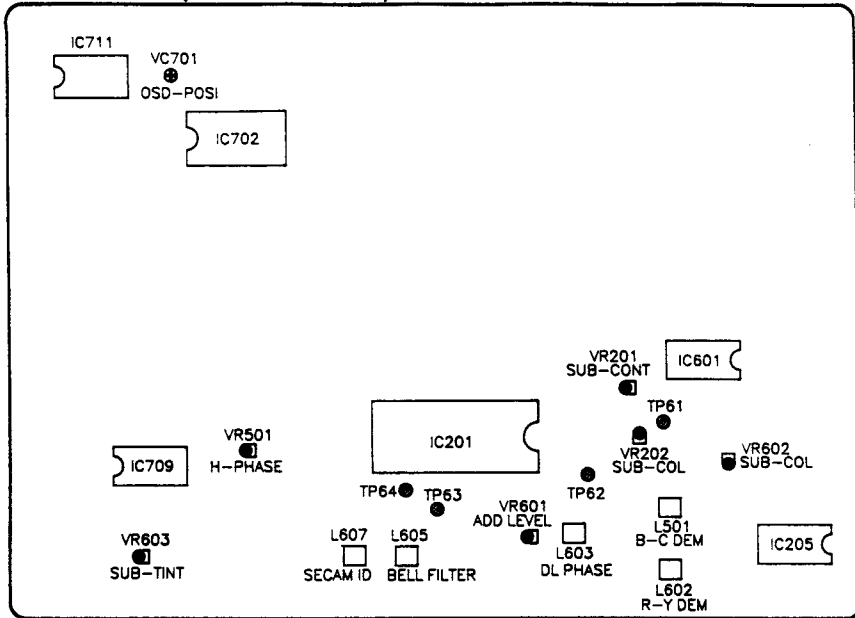 IC711
VC701
OSD-POSI
IC702
VR201
SUB-CONT
IC601
TP61
VR501
H-PHASE
IC709
IC201
VR202
SUB-COL
VR602
SUB-COL
TP64
TP63
TP62
VR601
ADD LEVEL
L501
B-C DEM
VR603
SUB-TINT
L607
SECAM ID
L605
BELL FILTER
L603
DL PHASE
IC205
L602
R-Y DEM